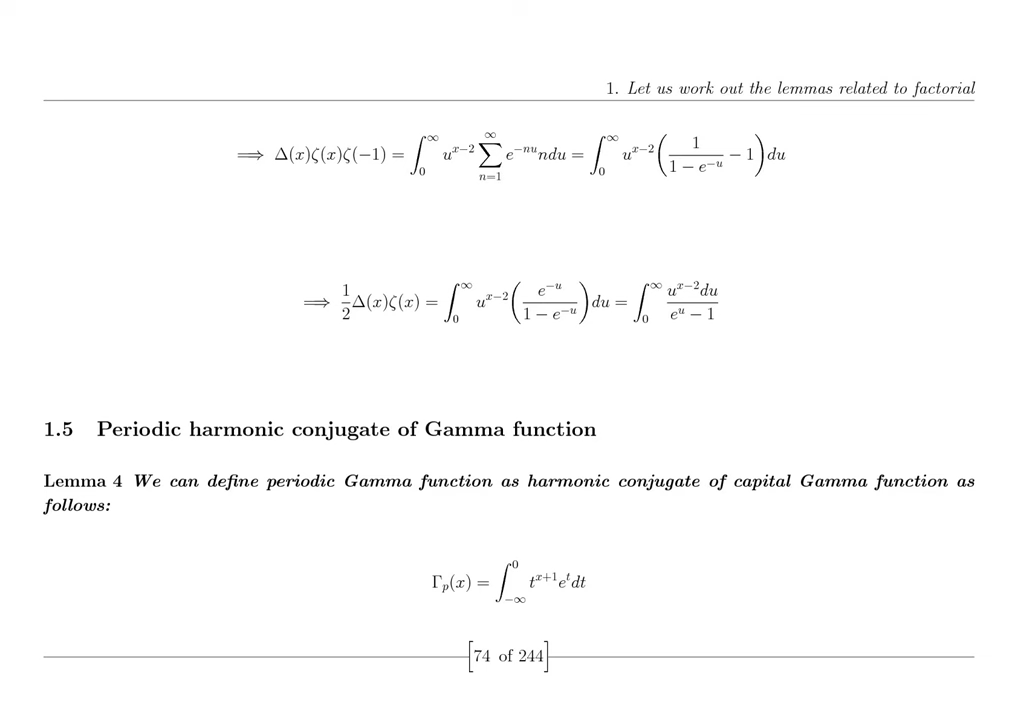 1. Let us work out the lemmas related to factorial
⟹ Δ(x)ζ(x)ζ(−1) = ∫_0^∞ u^{x−2} ∑_{n=1}^∞ e^{−nu}ndu = ∫_0^∞ u^{x−2} ( 1/(1 − e^{−u}) − 1 ) du
⟹ 1/2 Δ(x)ζ(x) = ∫_0^∞ u^{x−2} ( e^{−u}/(1 − e^{−u}) ) du = ∫_0^∞ u^{x−2}du/(e^u − 1)
1.5 Periodic harmonic conjugate of Gamma function
Lemma 4 We can define periodic Gamma function as harmonic conjugate of capital Gamma function as
follows:
Γ_p(x) = ∫_{−∞}^0 t^{x+1}e^t dt
[74 of 244]